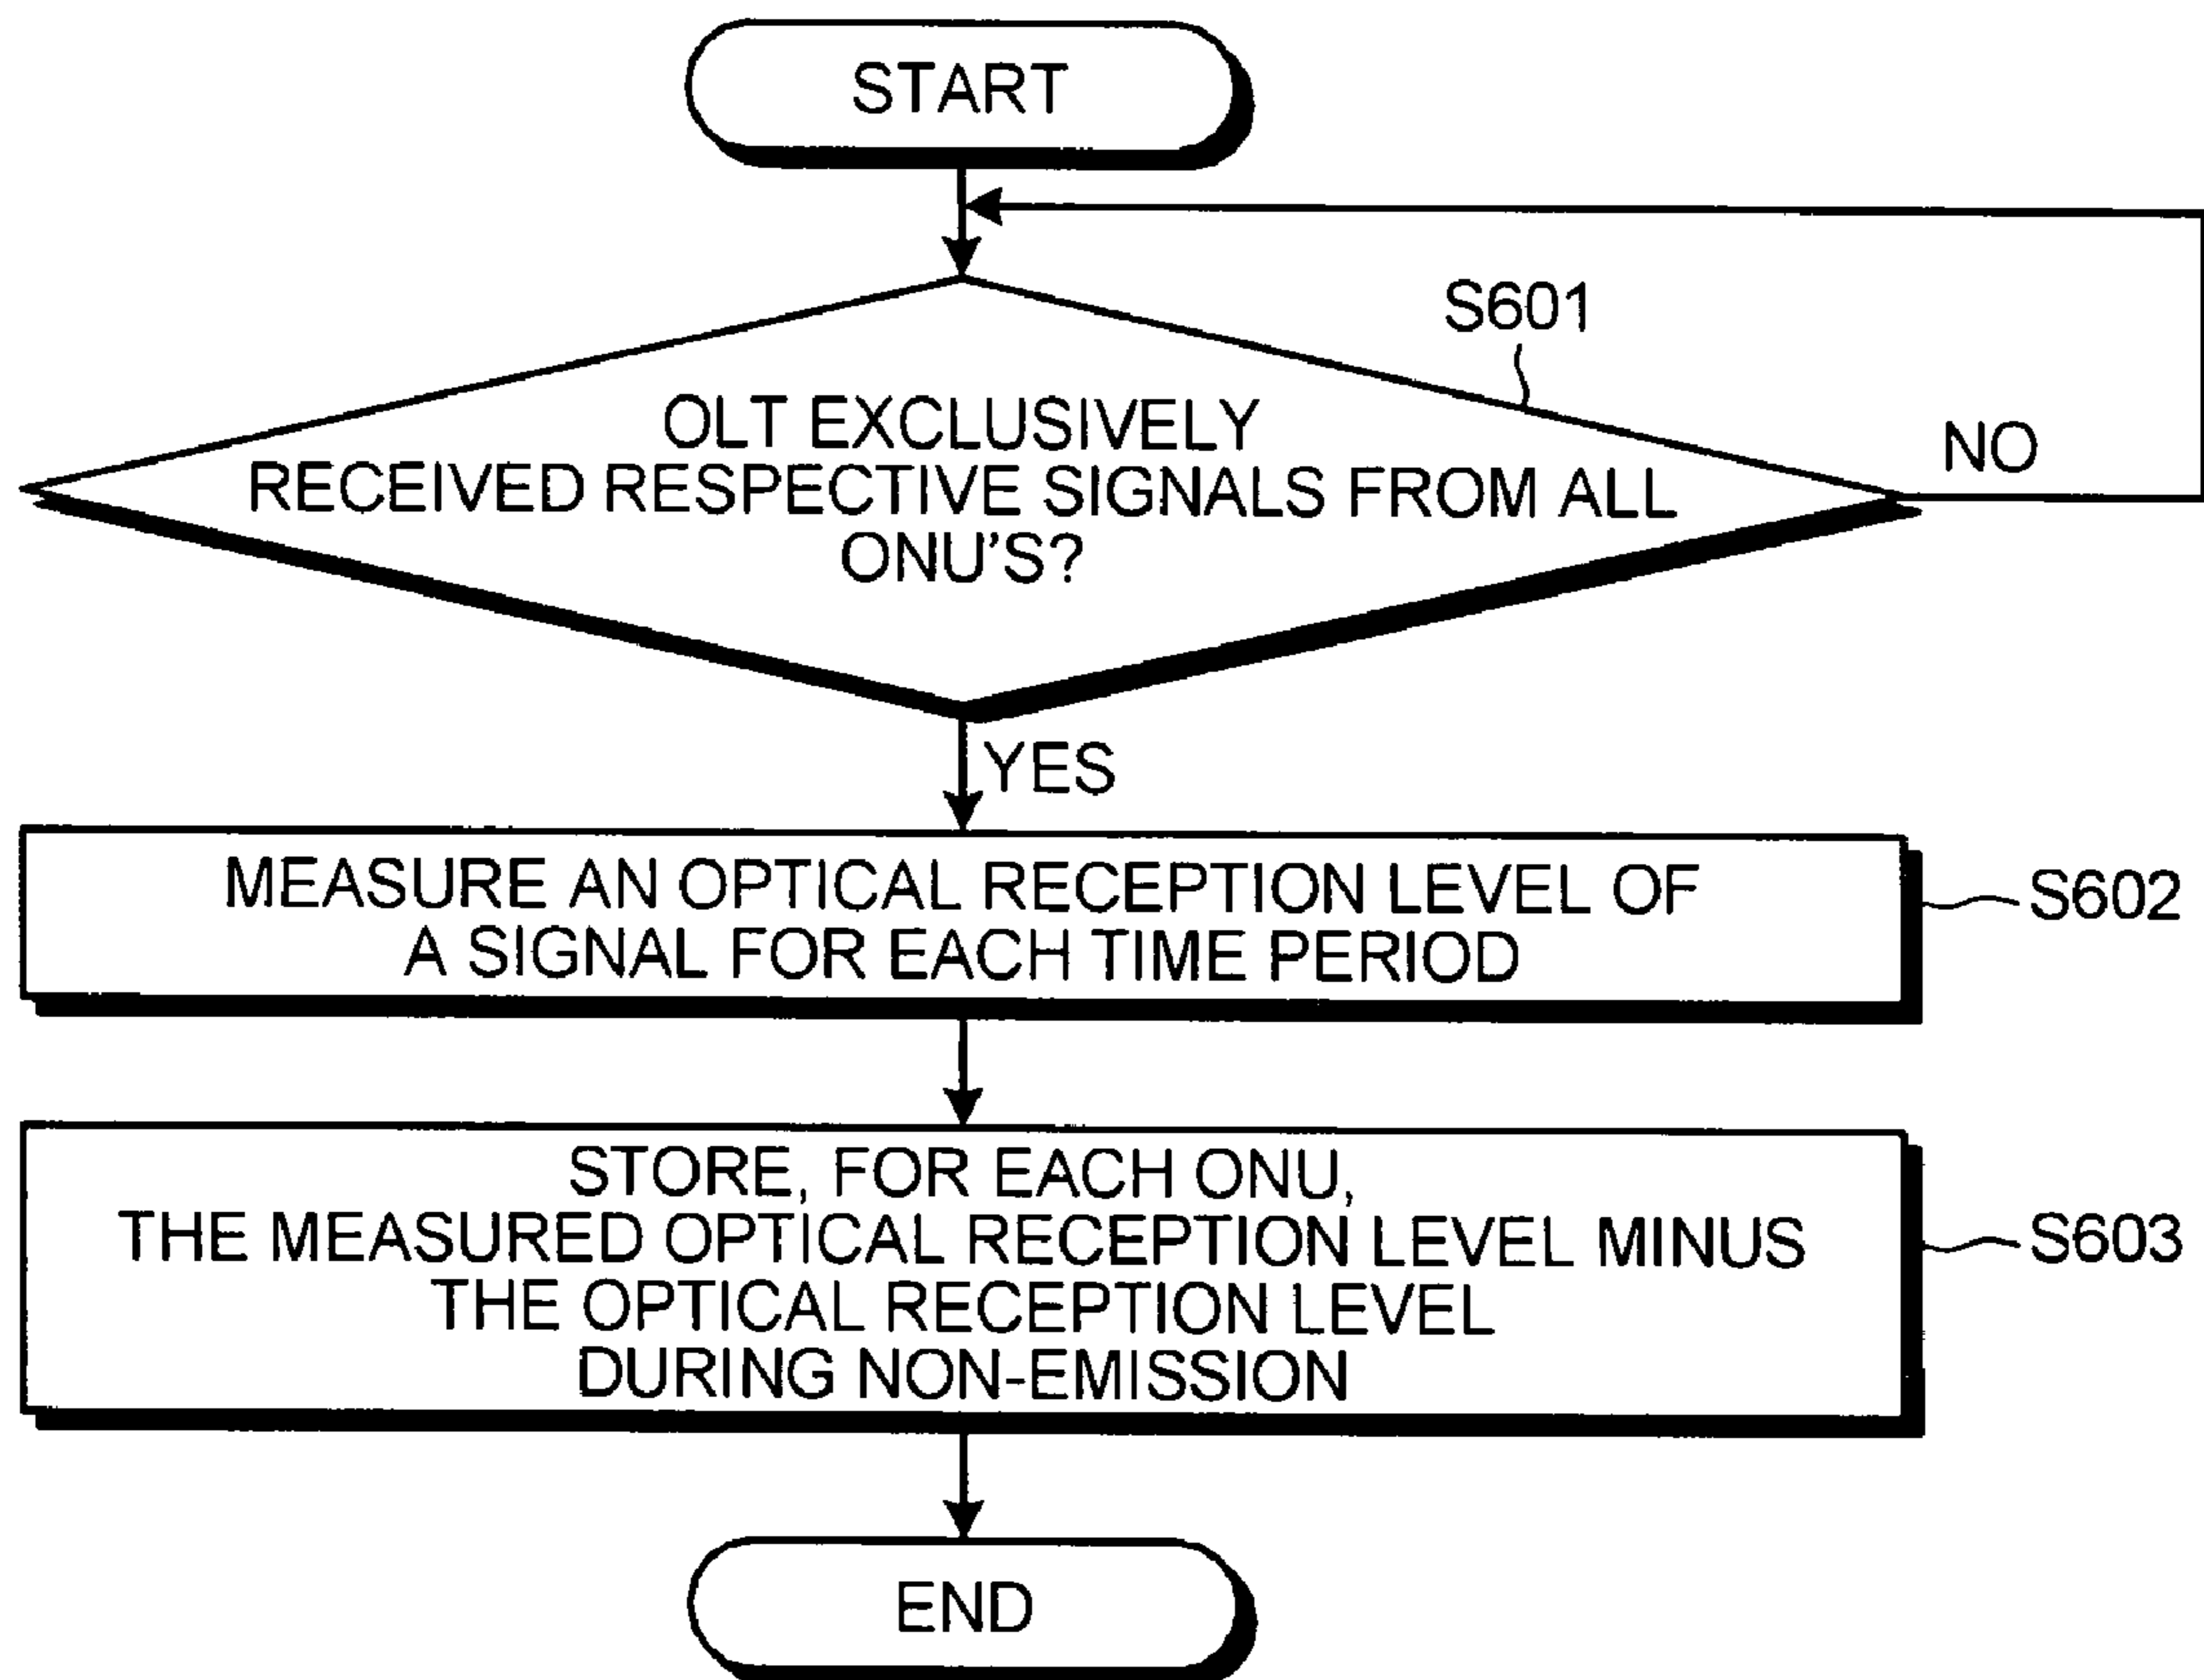 START
S601
OLT EXCLUSIVELY
RECEIVED RESPECTIVE SIGNALS FROM ALL
ONU'S?
NO
YES
MEASURE AN OPTICAL RECEPTION LEVEL OF
A SIGNAL FOR EACH TIME PERIOD
S602
STORE, FOR EACH ONU,
THE MEASURED OPTICAL RECEPTION LEVEL MINUS
THE OPTICAL RECEPTION LEVEL
DURING NON-EMISSION
S603
END